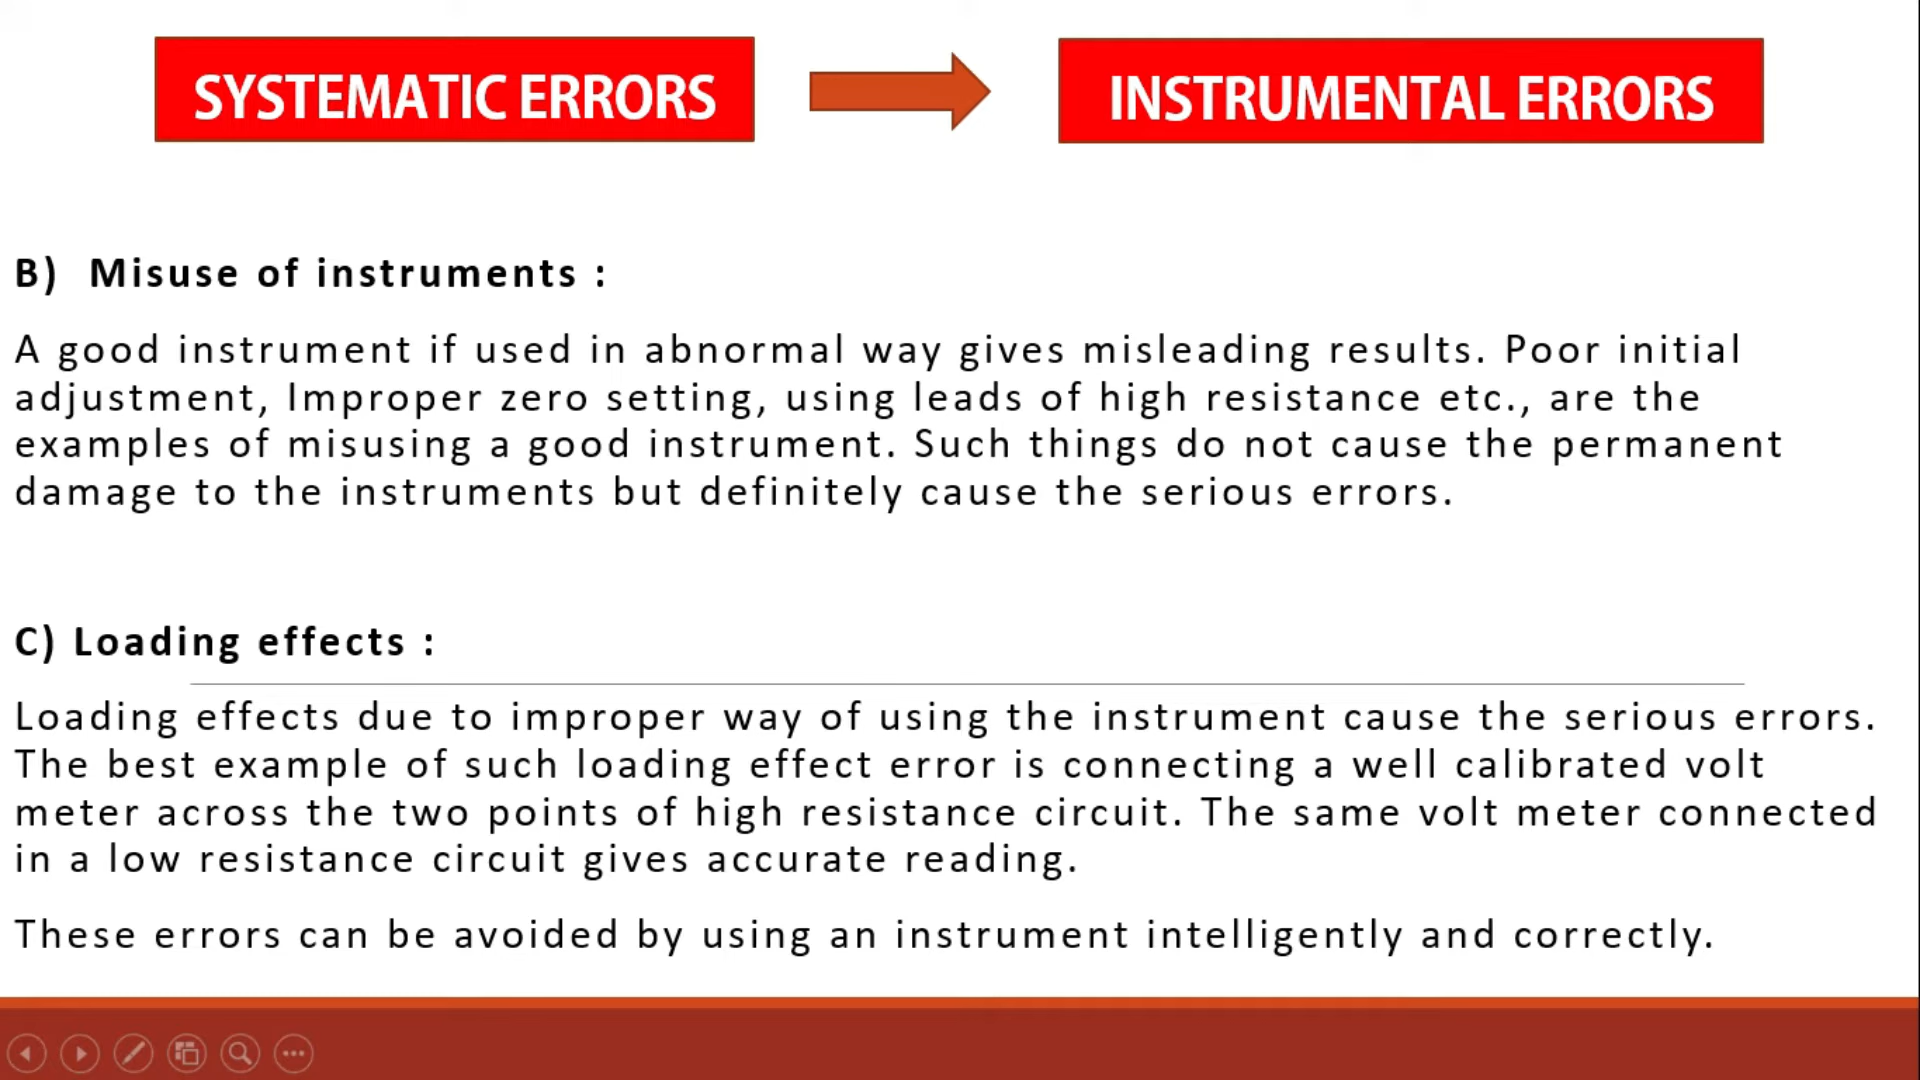 SYSTEMATIC ERRORS
INSTRUMENTAL ERRORS
B) Misuse of instruments :
A good instrument if used in abnormal way gives misleading results. Poor initial
adjustment, Improper zero setting, using leads of high resistance etc., are the
examples of misusing a good instrument. Such things do not cause the permanent
damage to the instruments but definitely cause the serious errors.
C) Loading effects :
Loading effects due to improper way of using the instrument cause the serious errors.
The best example of such loading effect error is connecting a well calibrated volt
meter across the two points of high resistance circuit. The same volt meter connected
in a low resistance circuit gives accurate reading.
These errors can be avoided by using an instrument intelligently and correctly.